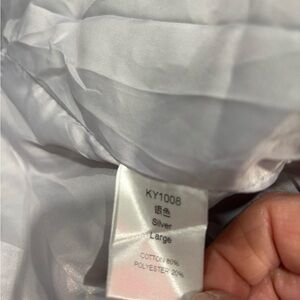 KY1008
银色
Silver
Large
COTTON 80%
POLYESTER 20%